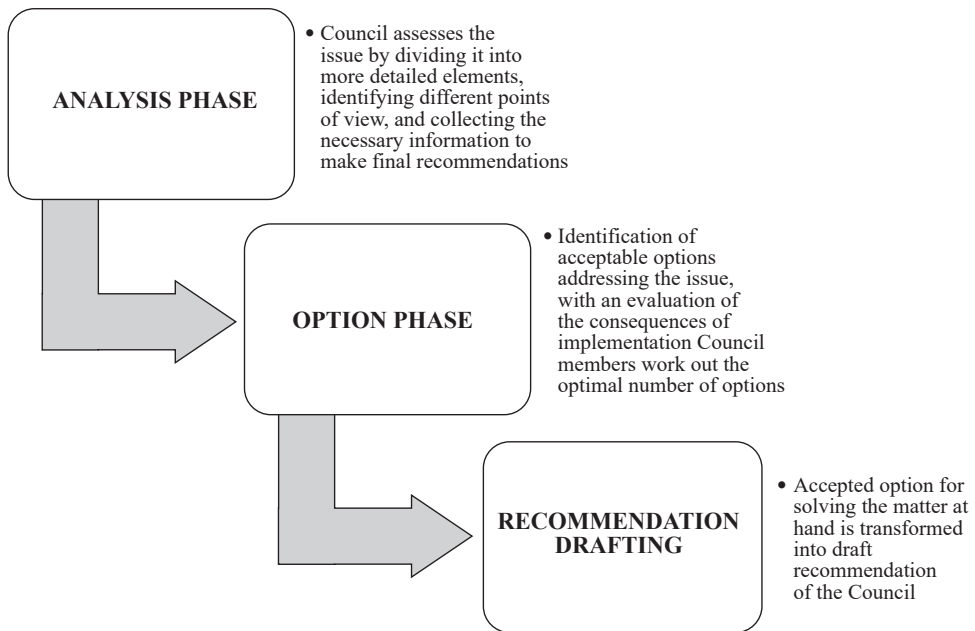 ANALYSIS PHASE
• Council assesses the
issue by dividing it into
more detailed elements,
identifying different points
of view, and collecting the
necessary information to
make final recommendations
OPTION PHASE
• Identification of
acceptable options
addressing the issue,
with an evaluation of
the consequences of
implementation Council
members work out the
optimal number of options
RECOMMENDATION
DRAFTING
• Accepted option for
solving the matter at
hand is transformed
into draft
recommendation
of the Council